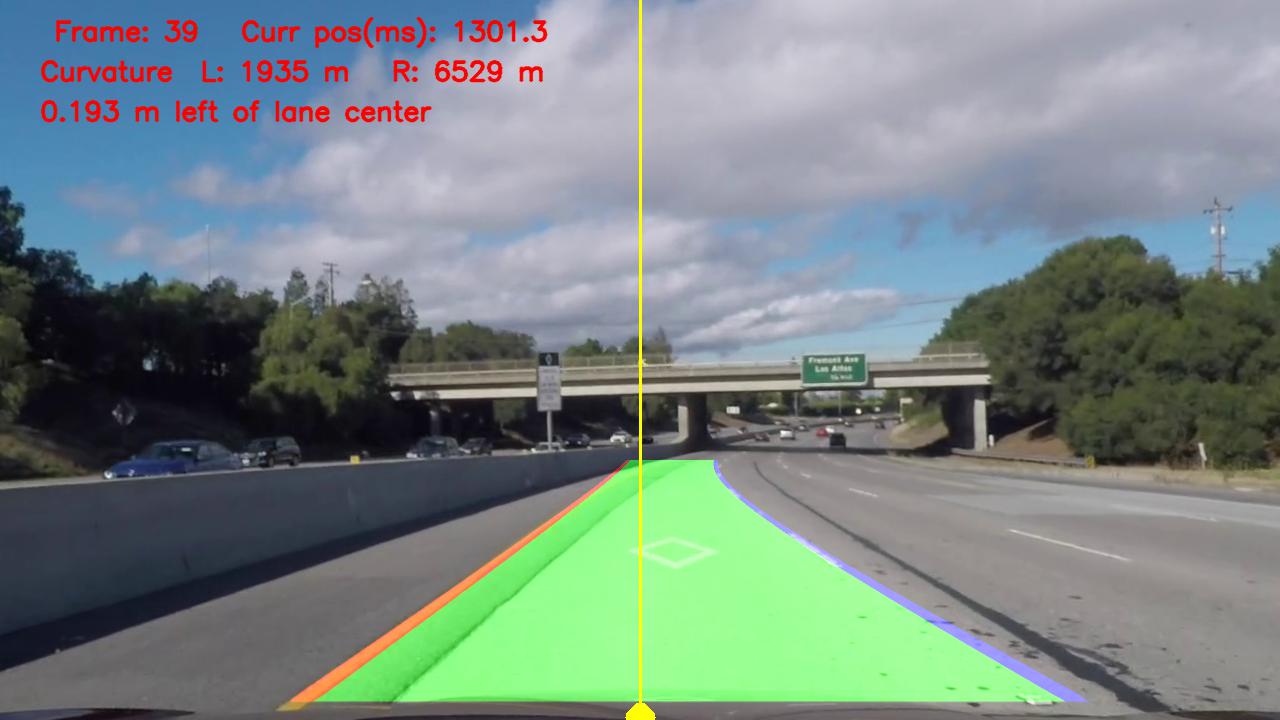 Frame: 39 Curr pos(ms): 1301.3
Curvature L: 1935 m R: 6529 m
0.193 m left of lane center
Fremont Ave
Los Altos